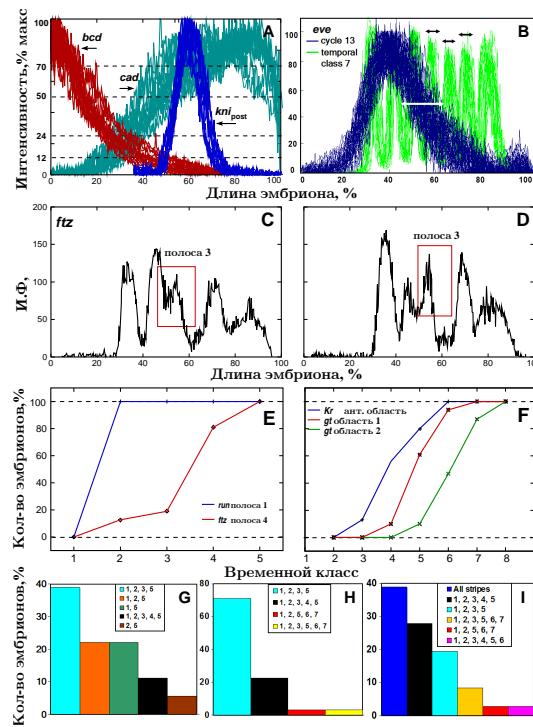 Интенсивность,% макс
100
70
50
24
12
0
bcd
cad
kni post
A
0 20 40 60 80 100
eve
cycle 13
temporal class 7
B
100
80
60
40
20
0
0 20 40 60 80 100
Длина эмбриона, %
И.Ф,
200
150
100
50
0
ftz
полоса 3
C
0 20 40 60 80 100
полоса 3
D
0 20 40 60 80 100
Длина эмбриона, %
Кол-во эмбрионов,%
100
80
60
40
20
0
E
run полоса 1
ftz полоса 4
1 2 3 4 5
Kr ант. область
gt область 1
gt область 2
F
1 2 3 4 5 6 7 8
Временной класс
Кол-во эмбрионов,%
40
30
20
10
0
G
1, 2, 3, 5
1, 2, 5
1, 5
1, 2, 3, 4, 5
2, 5
80
60
40
20
0
H
1, 2, 3, 5
1, 2, 3, 4, 5
1, 2, 5, 6, 7
1, 2, 3, 5, 6, 7
40
30
20
10
0
I
All stripes
1, 2, 3, 4, 5
1, 2, 3, 5
1, 2, 3, 5, 6, 7
1, 2, 5, 6, 7
1, 2, 3, 4, 5, 6